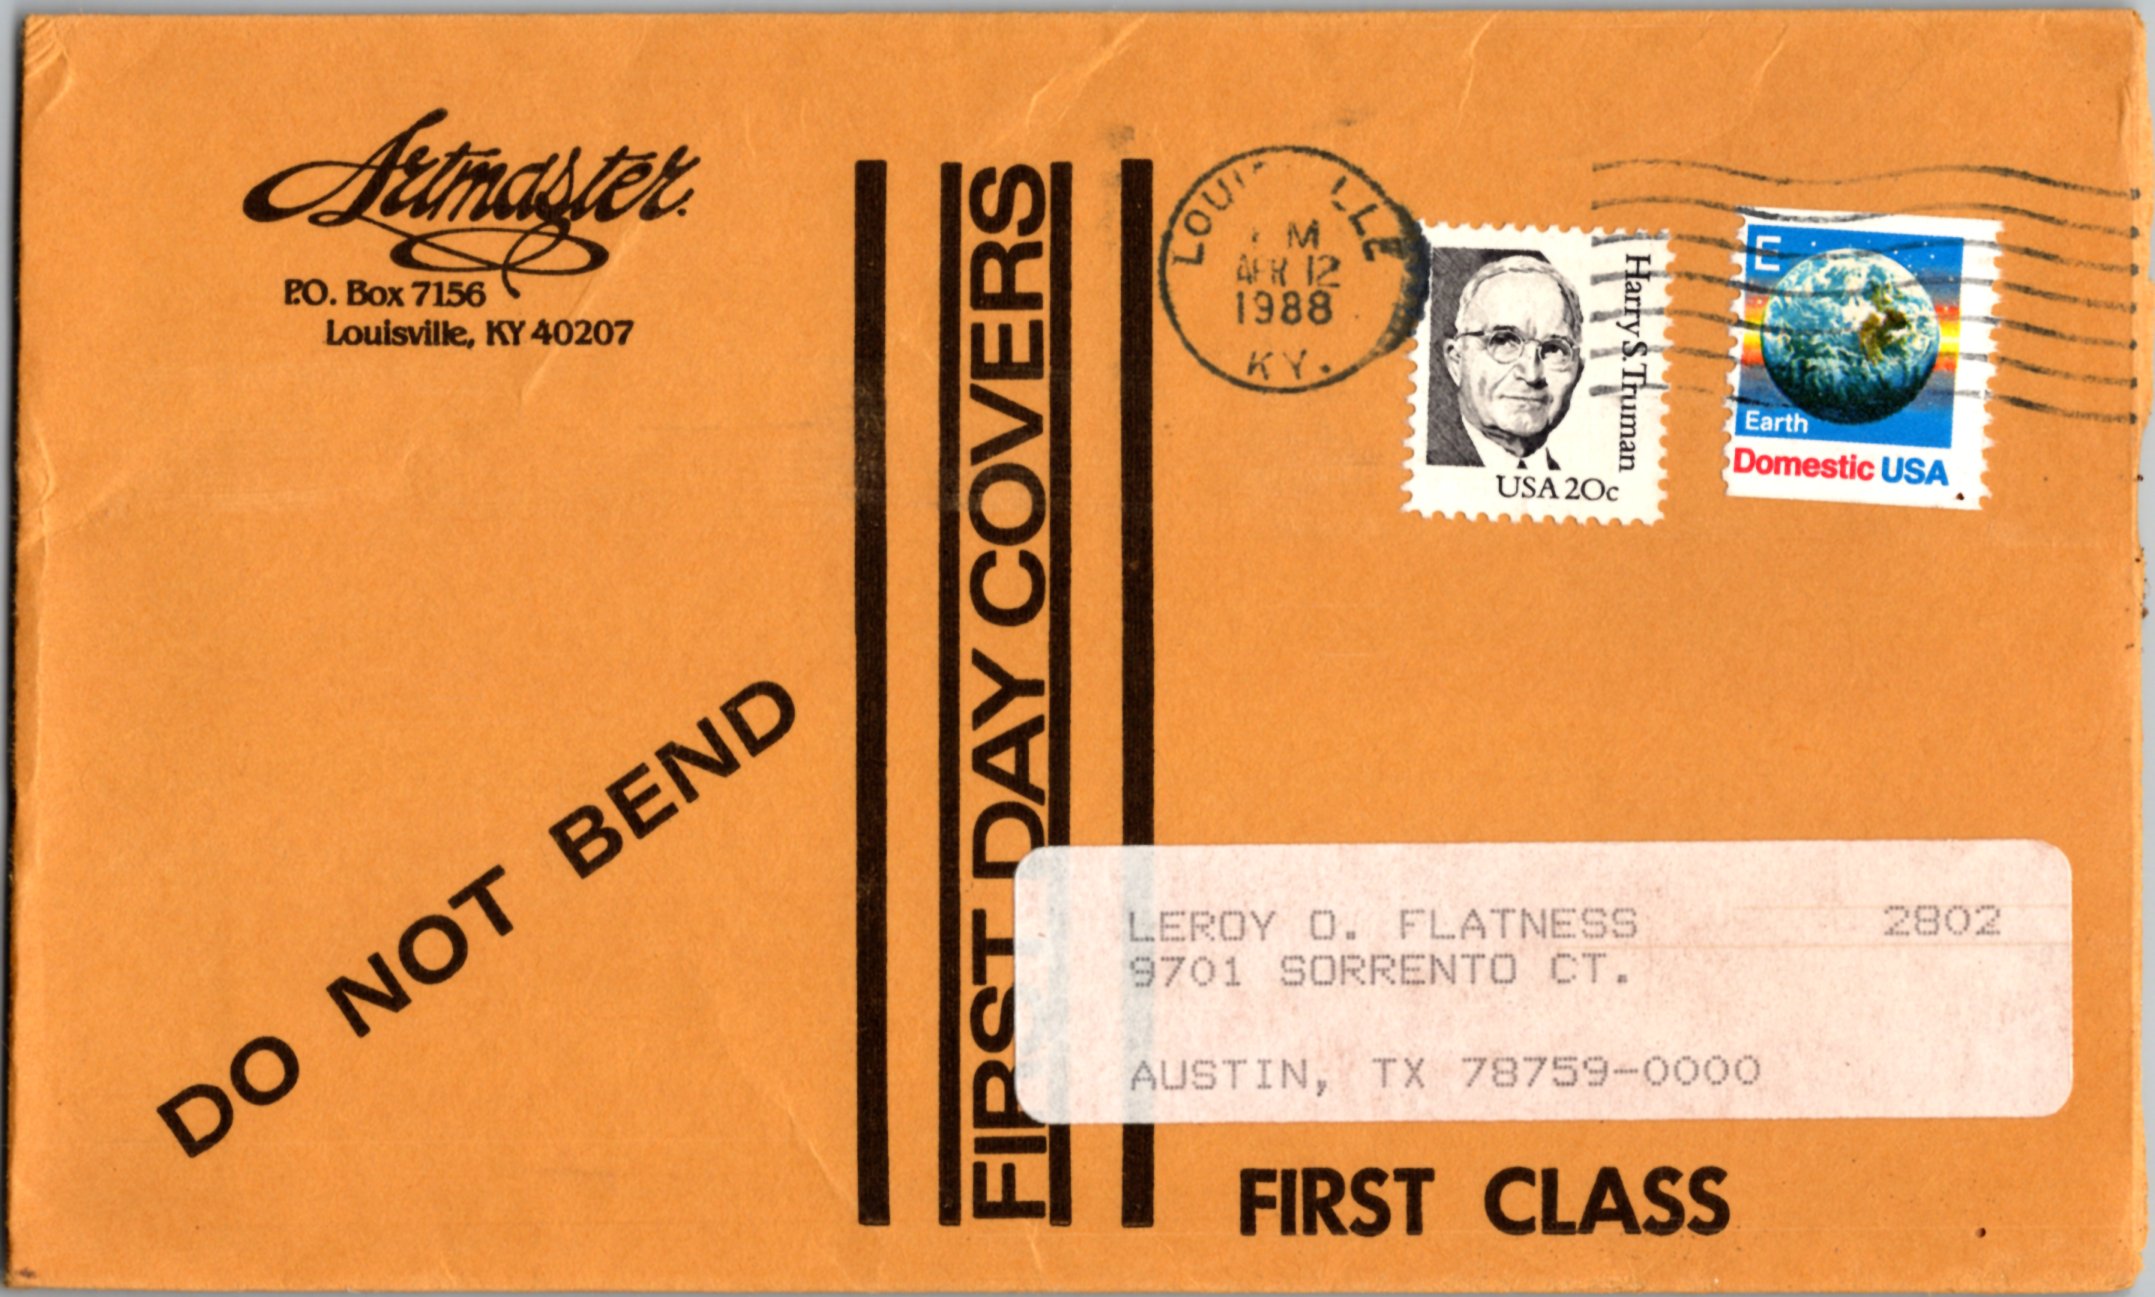 Artmaster.
P.O. Box 7156
Louisville, KY 40207
DO NOT BEND
FIRST DAY COVERS
APR 12
1988
KY.
Harry S. Truman
USA 20c
E
Earth
Domestic USA
LEROY O. FLATNESS 2802
9701 SORRENTO CT.
AUSTIN, TX 78759-0000
FIRST CLASS